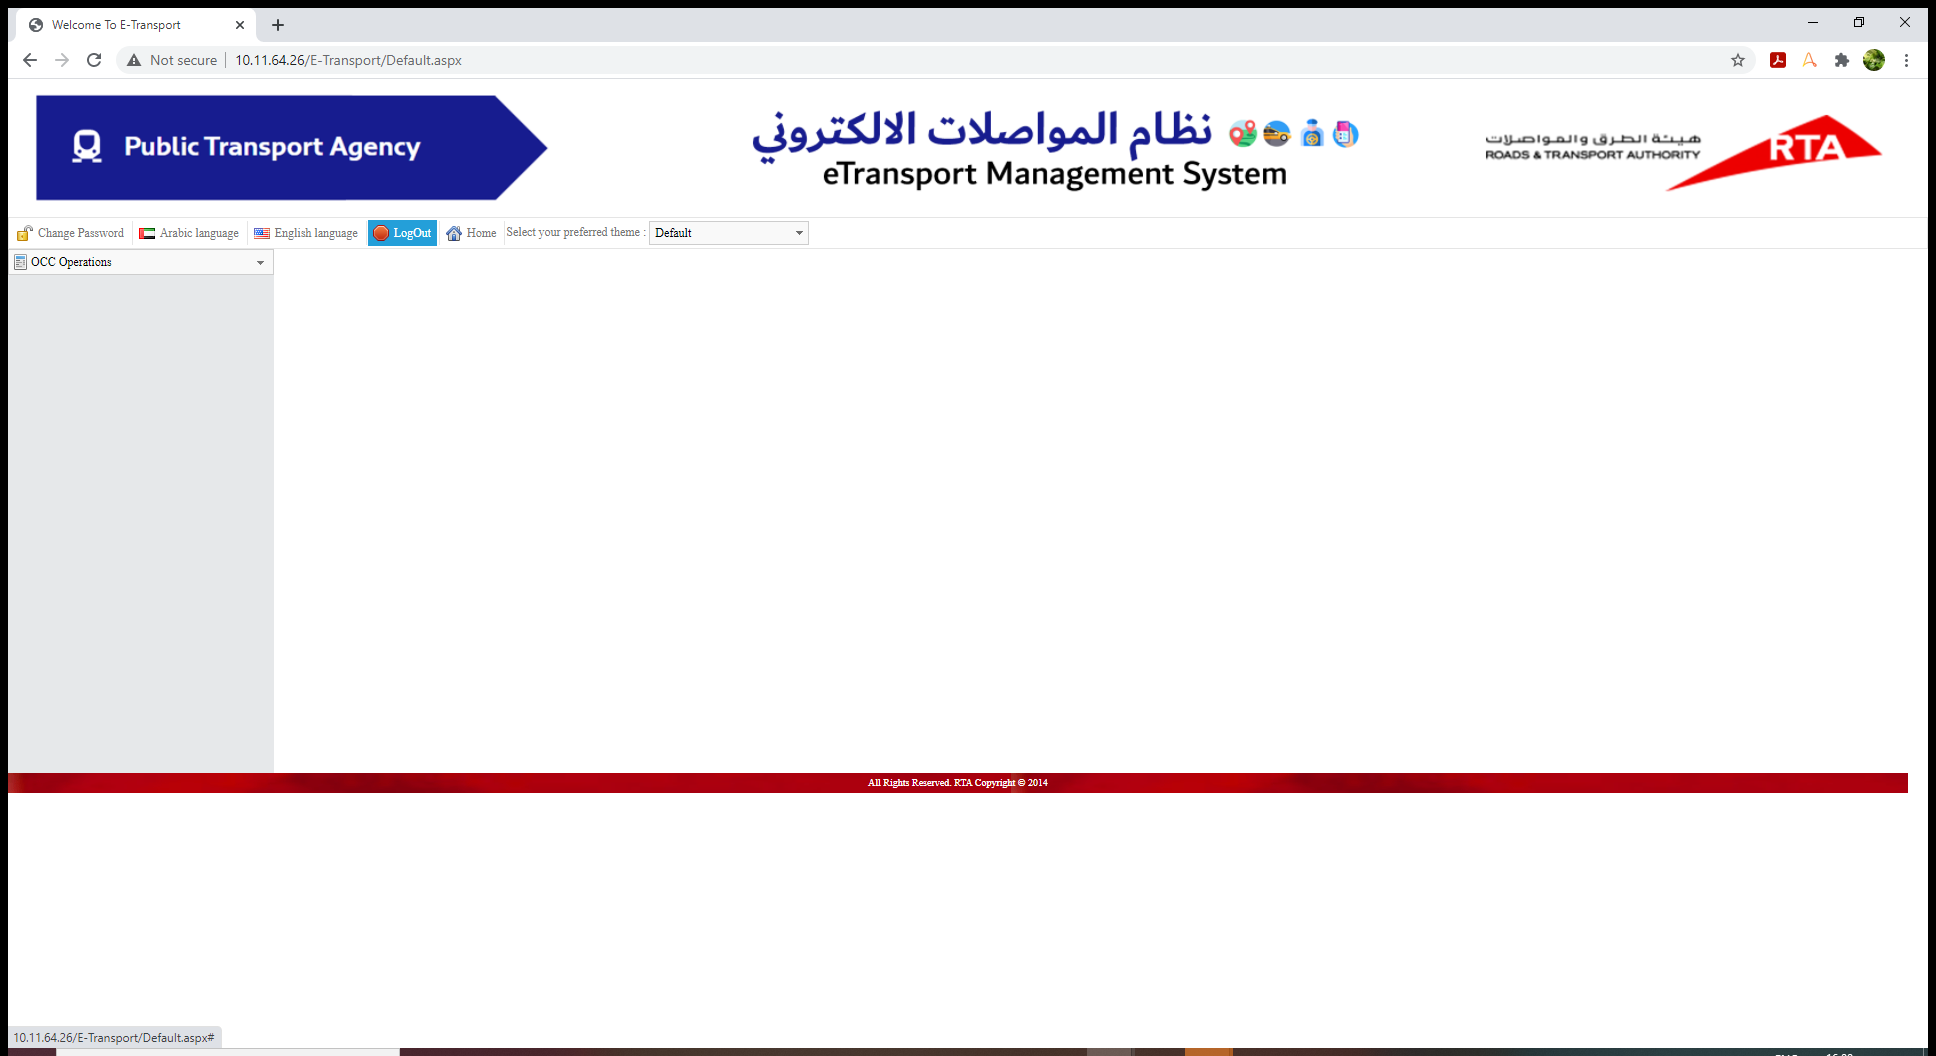 Welcome To E-Transport
Not secure
10.11.64.26/E-Transport/Default.aspx
Public Transport Agency
نظام المواصلات الالكتروني
eTransport Management System
هيئة الطرق والمواصلات
ROADS & TRANSPORT AUTHORITY
RTA
Change Password
Arabic language
English language
LogOut
Home
Select your preferred theme :
Default
OCC Operations
All Rights Reserved. RTA Copyright © 2014
10.11.64.26/E-Transport/Default.aspx#